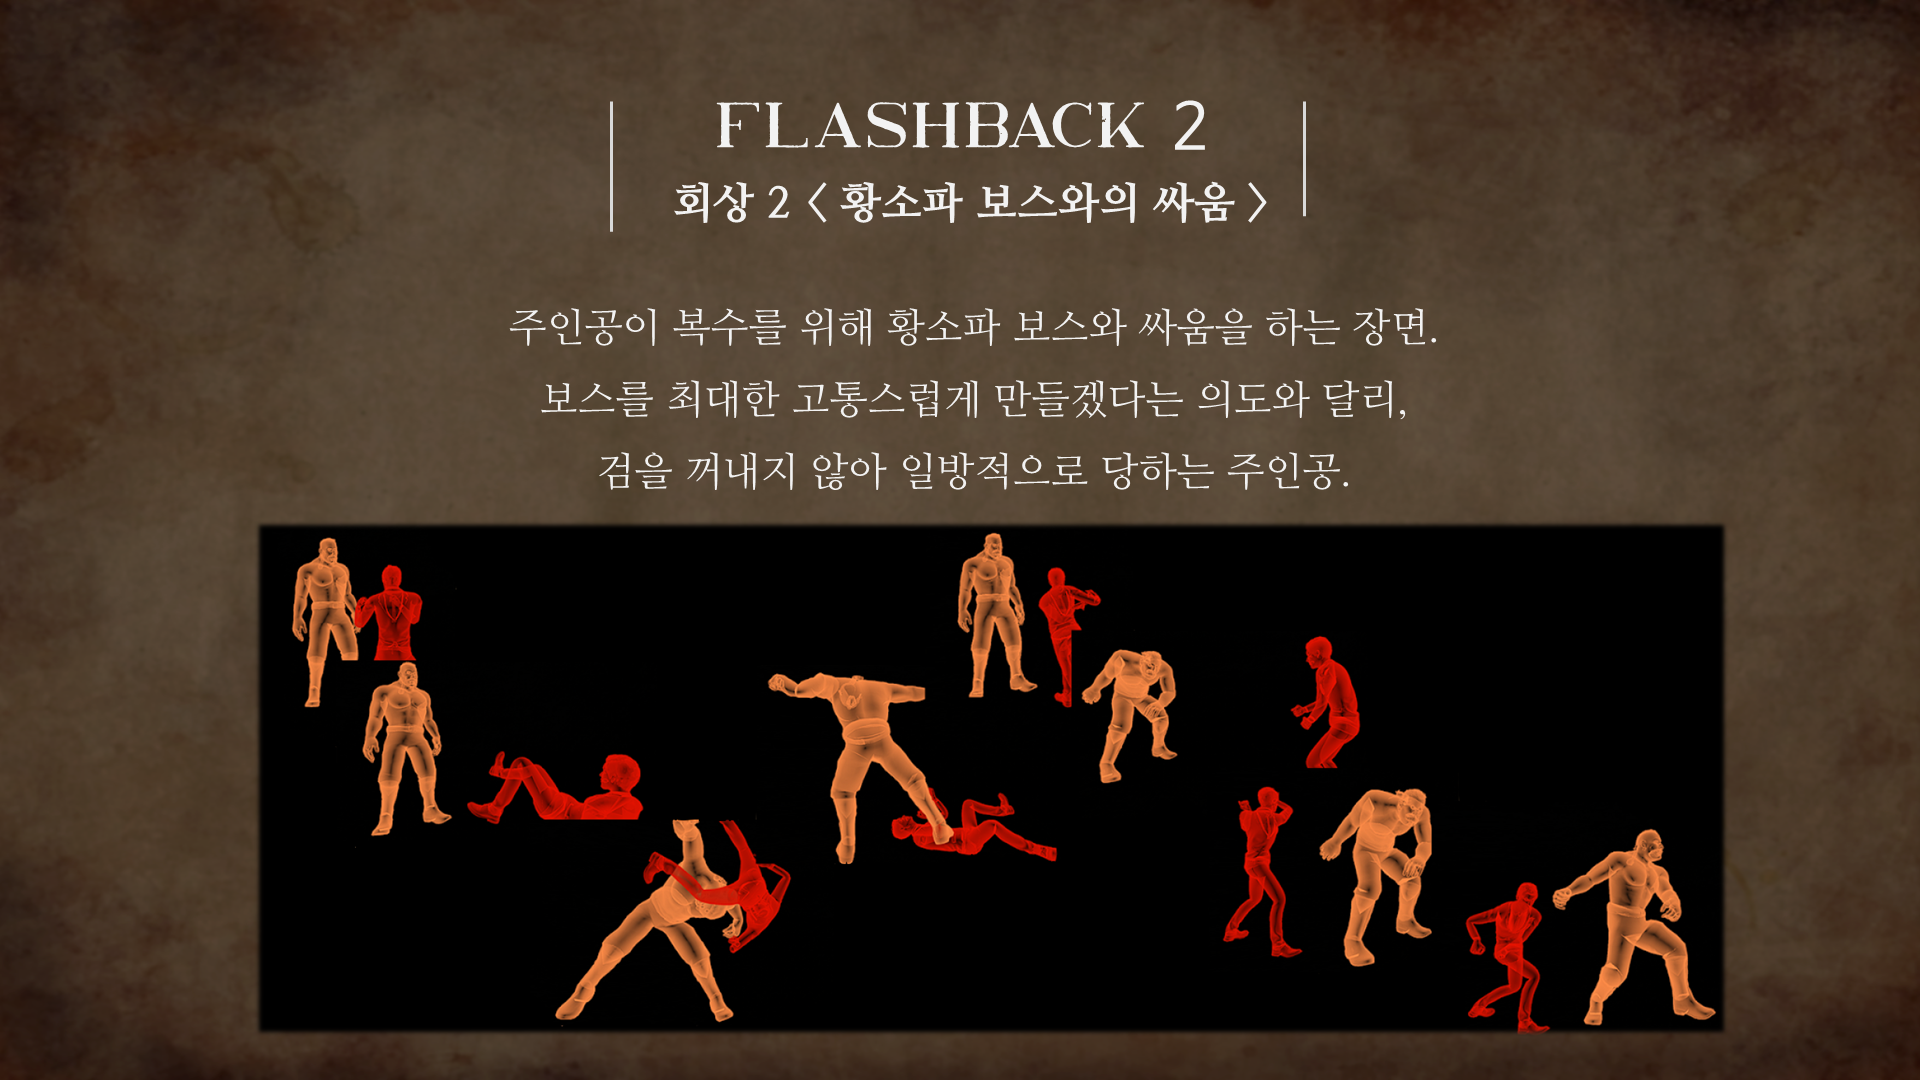 FLASHBACK 2
회상 2 〈 황소파 보스와의 싸움 〉
주인공이 복수를 위해 황소파 보스와 싸움을 하는 장면.
보스를 최대한 고통스럽게 만들겠다는 의도와 달리,
검을 꺼내지 않아 일방적으로 당하는 주인공.